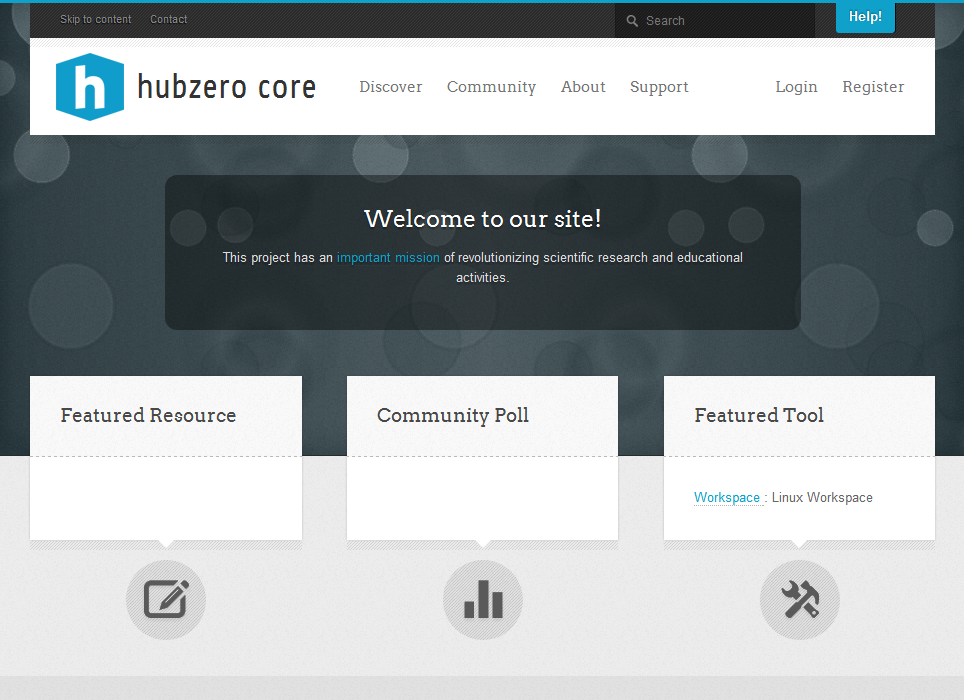 Skip to content Contact Search Help!
h hubzero core Discover Community About Support Login Register
Welcome to our site!
This project has an important mission of revolutionizing scientific research and educational
activities.
Featured Resource
Community Poll
Featured Tool
Workspace : Linux Workspace